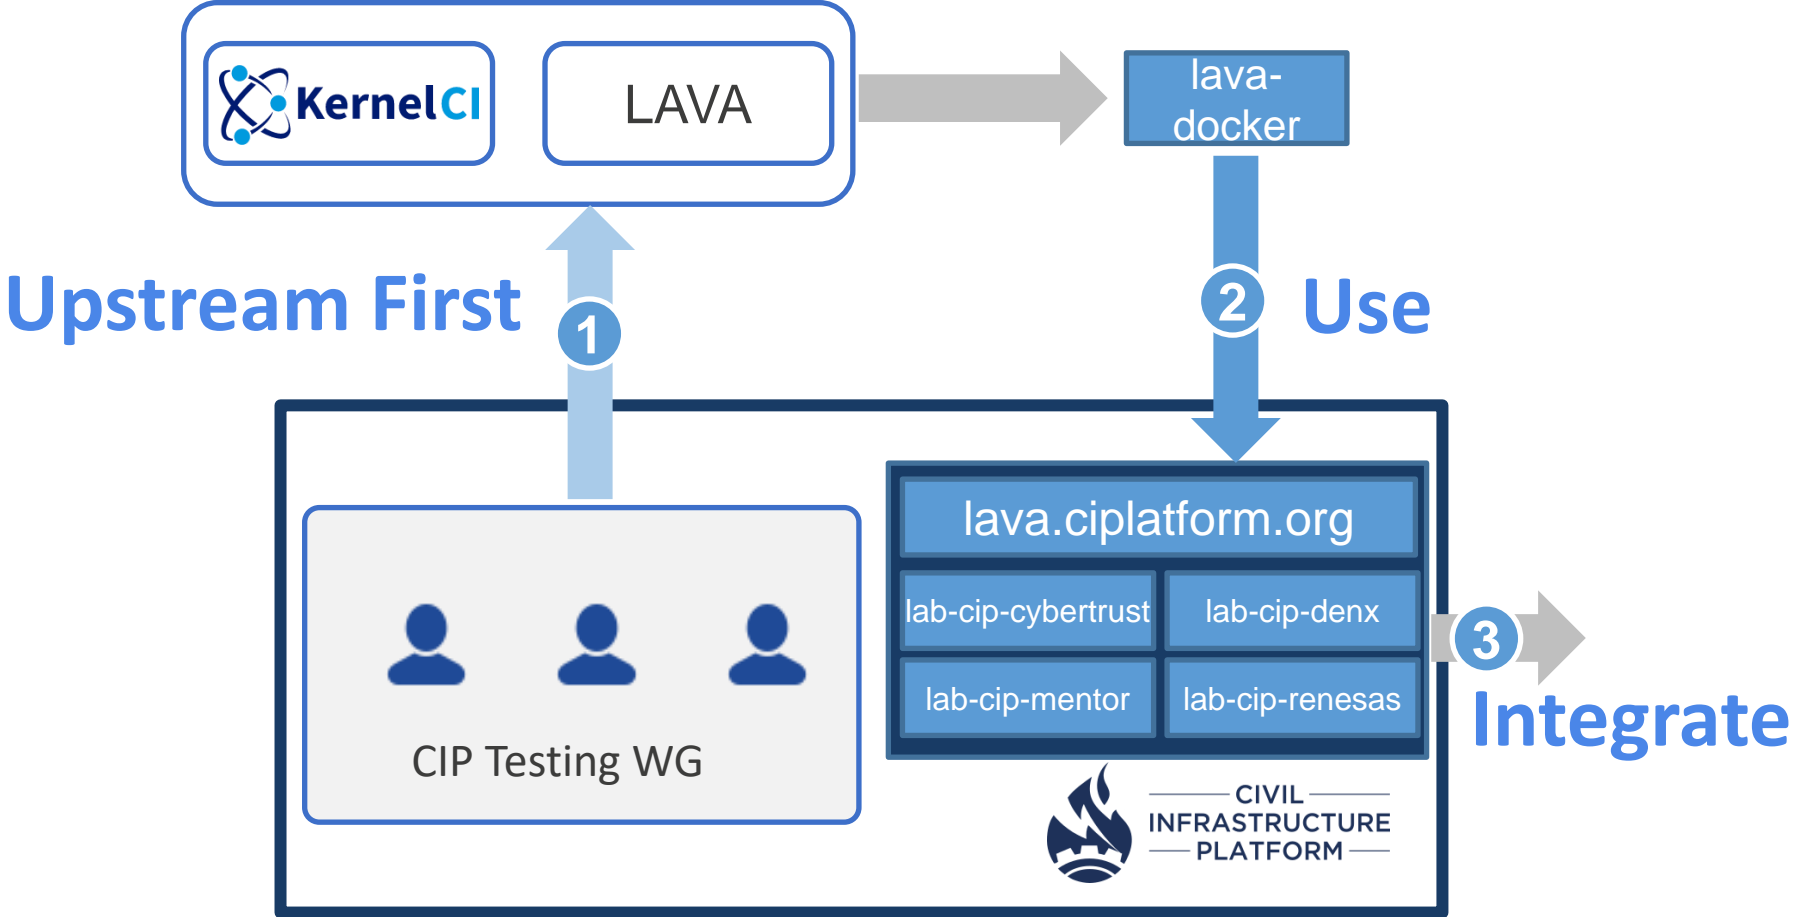 KernelCI
LAVA
lava-
docker
Upstream First
1
2
Use
lava.ciplatform.org
lab-cip-cybertrust
lab-cip-denx
3
lab-cip-mentor
lab-cip-renesas
Integrate
CIP Testing WG
CIVIL
INFRASTRUCTURE
PLATFORM